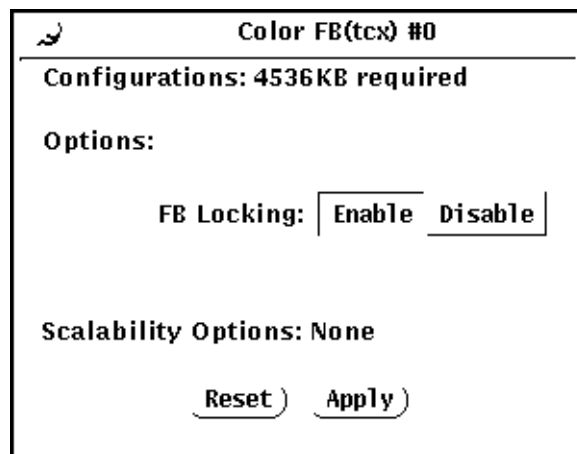 Color FB(tcx) #0
Configurations: 4536KB required
Options:
FB Locking: Enable Disable
Scalability Options: None
Reset Apply